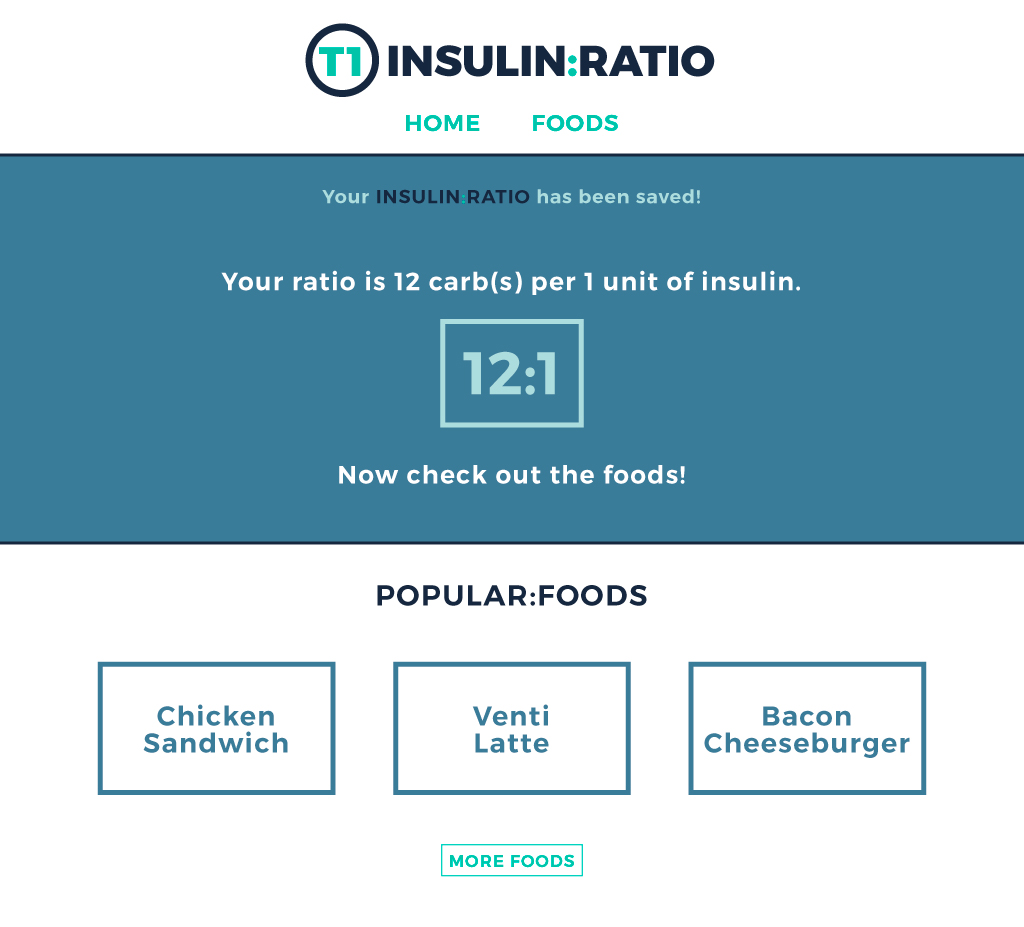 T1 INSULIN:RATIO
HOME FOODS
Your INSULIN:RATIO has been saved!
Your ratio is 12 carb(s) per 1 unit of insulin.
12:1
Now check out the foods!
POPULAR:FOODS
Chicken
Sandwich
Venti
Latte
Bacon
Cheeseburger
MORE FOODS